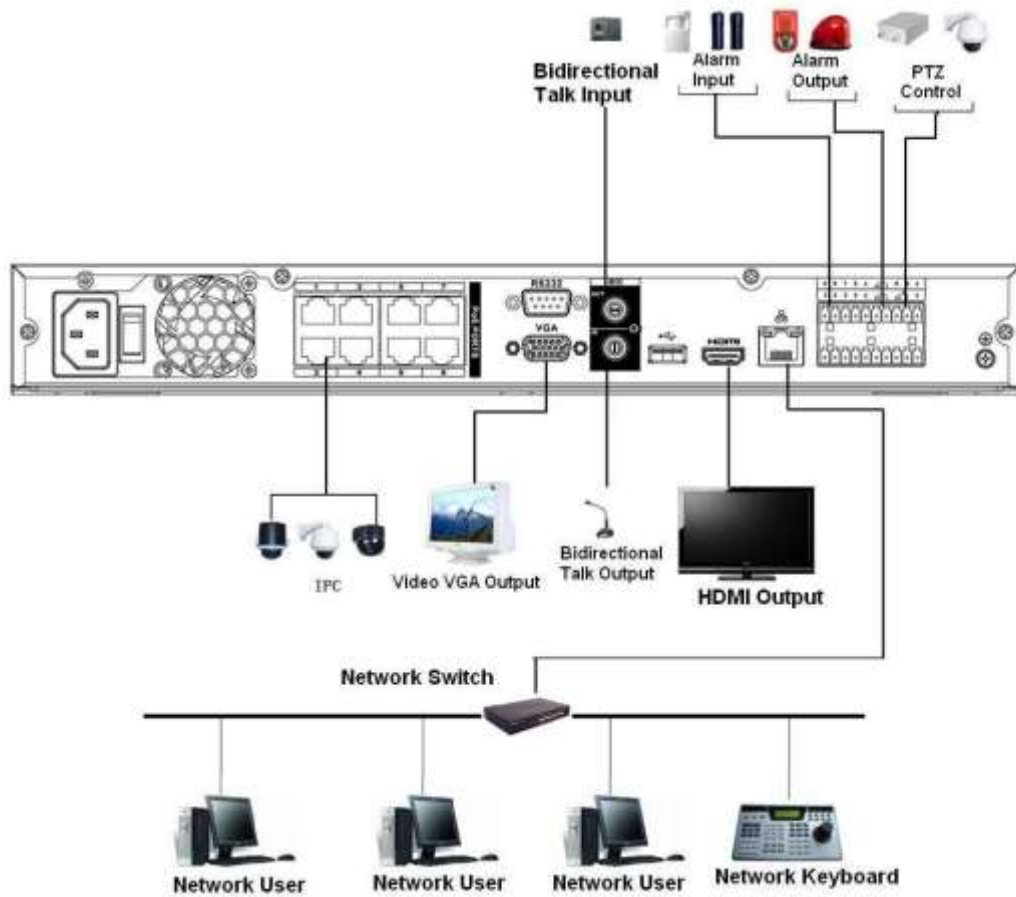 Bidirectional
Talk Input
Alarm
Input
Alarm
Output
PTZ
Control
RS232
VGA
HDMI
IPC
Video VGA Output
Bidirectional
Talk Output
HDMI Output
Network Switch
Network User
Network User
Network User
Network Keyboard